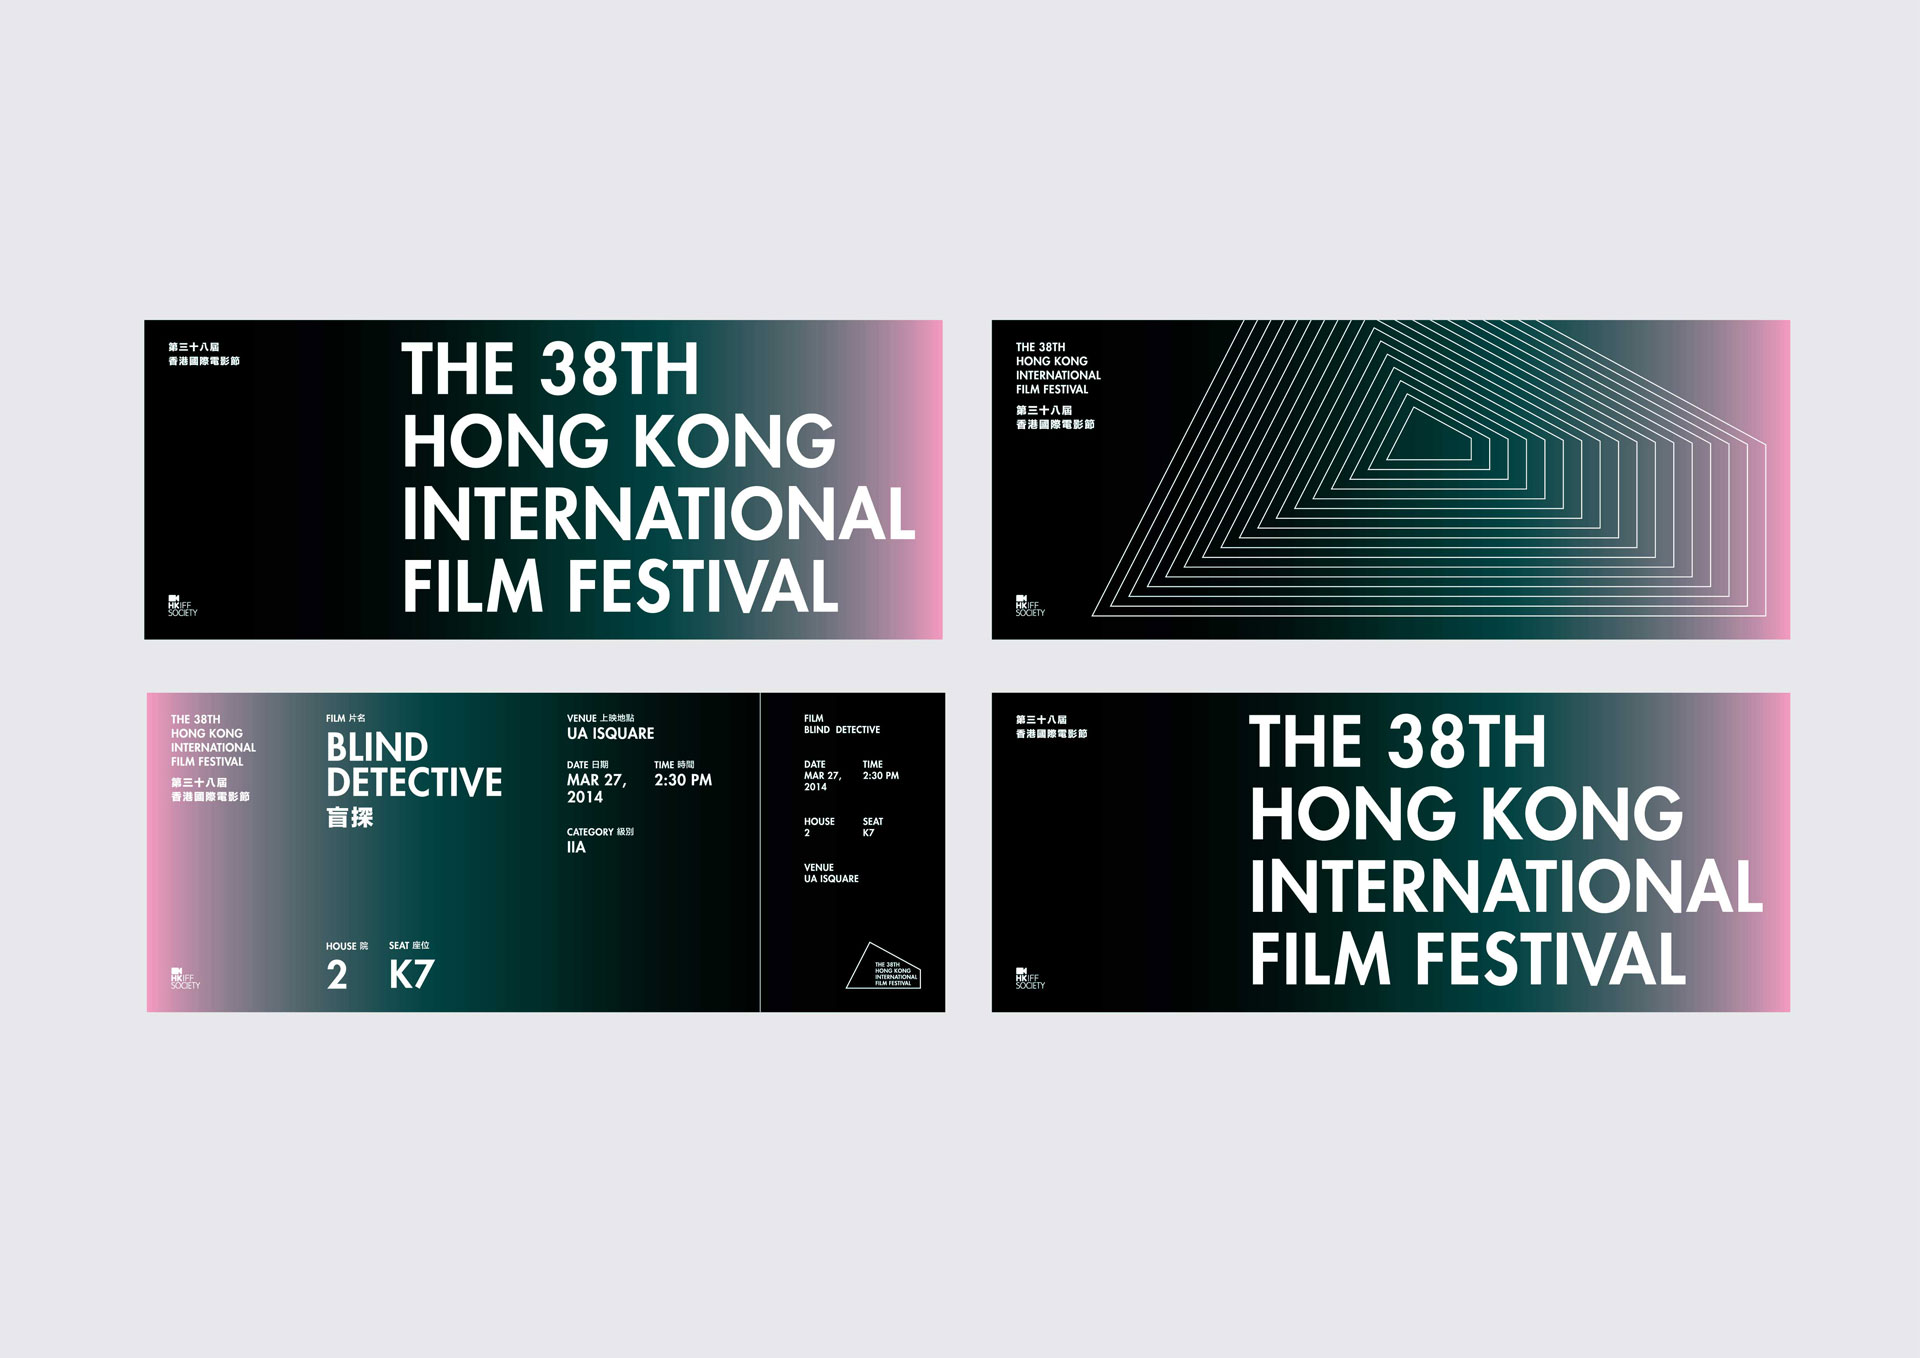 第三十八屆
香港國際電影節
THE 38TH
HONG KONG
INTERNATIONAL
FILM FESTIVAL
HKIFF
SOCIETY
THE 38TH
HONG KONG
INTERNATIONAL
FILM FESTIVAL
第三十八屆
香港國際電影節
HKIFF
SOCIETY
THE 38TH
HONG KONG
INTERNATIONAL
FILM FESTIVAL
第三十八屆
香港國際電影節
HKIFF
SOCIETY
FILM 片名
BLIND
DETECTIVE
盲探
HOUSE 院
2
SEAT 座位
K7
VENUE 上映地點
UA ISQUARE
DATE 日期
MAR 27,
2014
TIME 時間
2:30 PM
CATEGORY 級別
IIA
FILM
BLIND DETECTIVE
DATE
MAR 27,
2014
TIME
2:30 PM
HOUSE
2
SEAT
K7
VENUE
UA ISQUARE
THE 38TH
HONG KONG
INTERNATIONAL
FILM FESTIVAL
第三十八屆
香港國際電影節
THE 38TH
HONG KONG
INTERNATIONAL
FILM FESTIVAL
HKIFF
SOCIETY